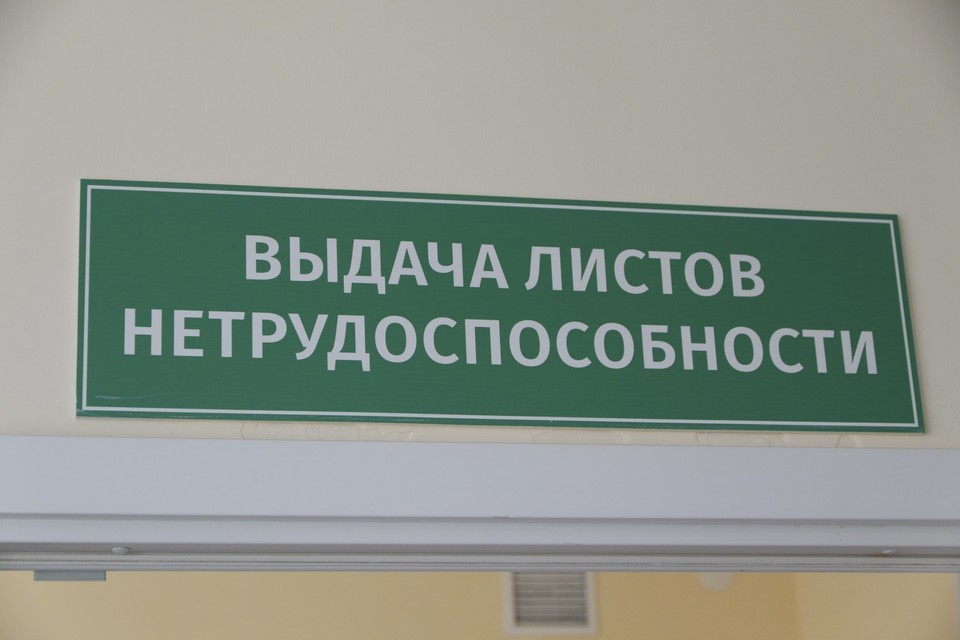 ВЫДАЧА ЛИСТОВ
НЕТРУДОСПОСОБНОСТИ